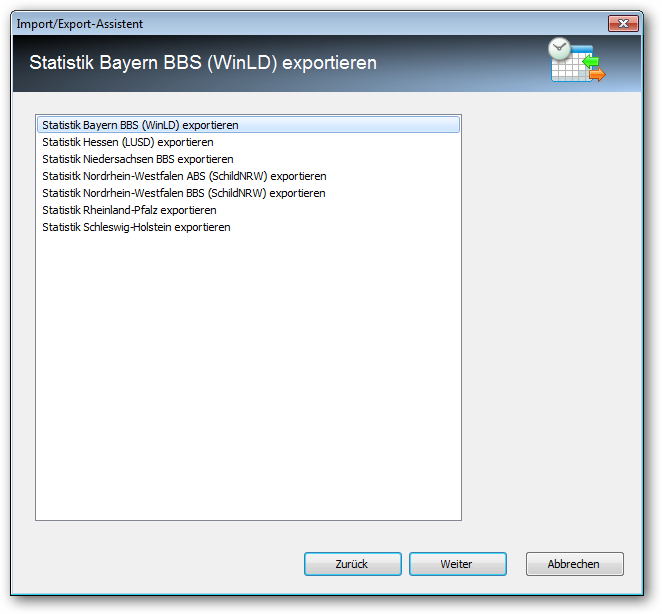 Import/Export-Assistent
Statistik Bayern BBS (WinLD) exportieren
Statistik Bayern BBS (WinLD) exportieren
Statistik Hessen (LUSD) exportieren
Statistik Niedersachsen BBS exportieren
Statisitk Nordrhein-Westfalen ABS (SchildNRW) exportieren
Statistik Nordrhein-Westfalen BBS (SchildNRW) exportieren
Statistik Rheinland-Pfalz exportieren
Statistik Schleswig-Holstein exportieren
Zurück Weiter Abbrechen